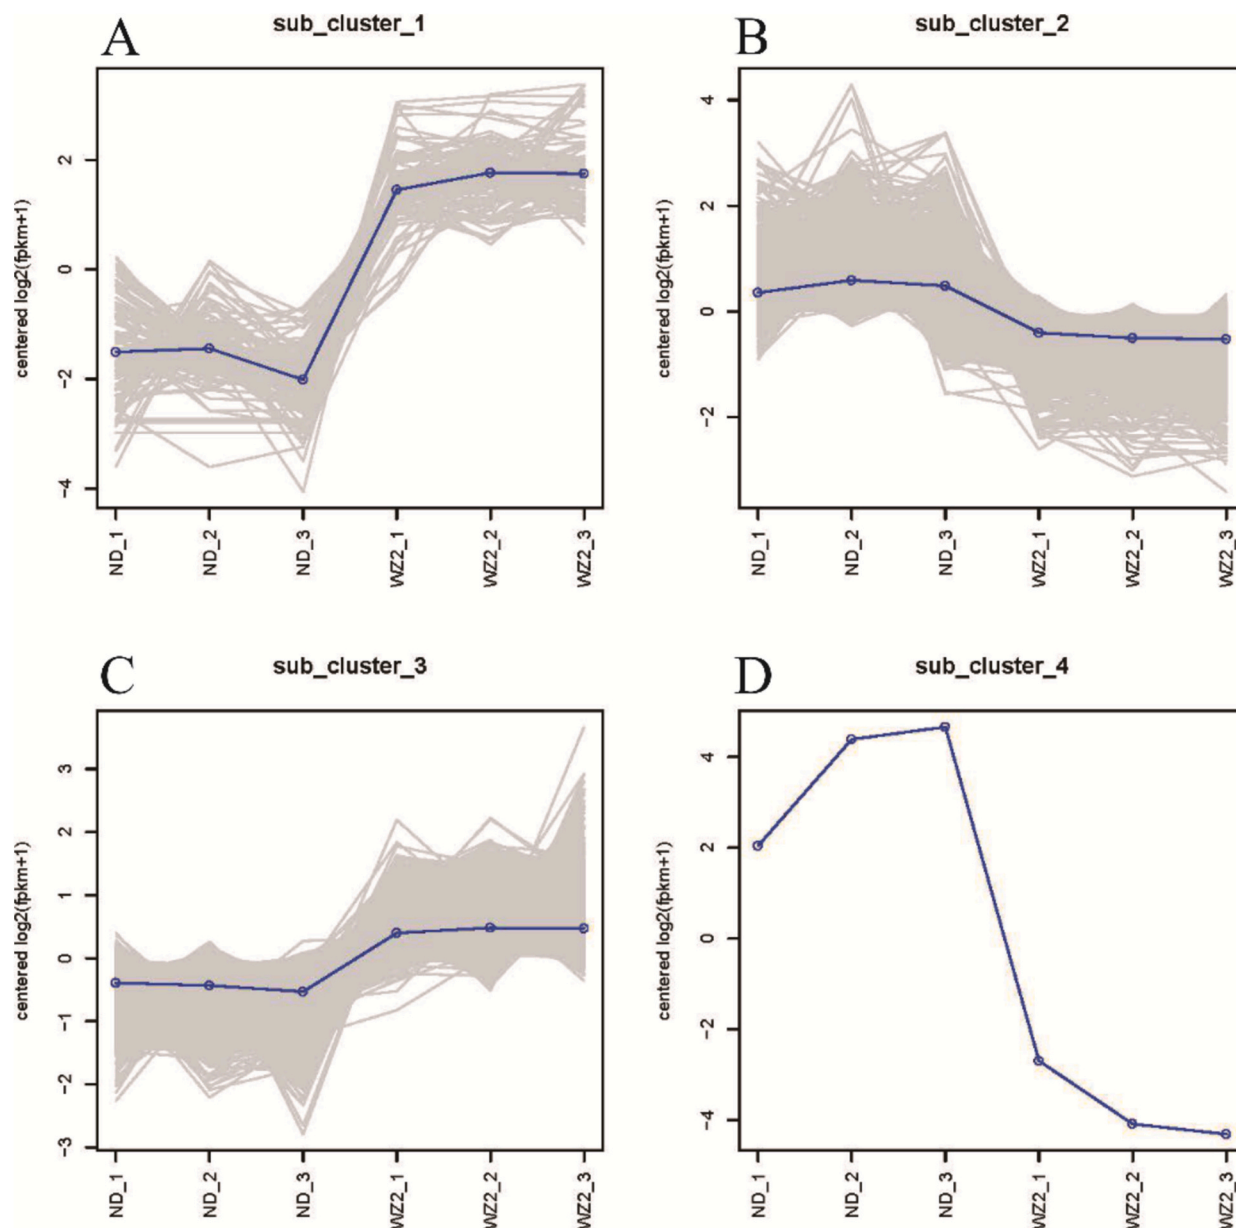 A
sub_cluster_1
centered log2(fpkm+1)
2
0
−2
−4
ND_1
ND_2
ND_3
WZ2_1
WZ2_2
WZ2_3
B
sub_cluster_2
centered log2(fpkm+1)
4
2
0
−2
ND_1
ND_2
ND_3
WZ2_1
WZ2_2
WZ2_3
C
sub_cluster_3
centered log2(fpkm+1)
3
2
1
0
−1
−2
−3
ND_1
ND_2
ND_3
WZ2_1
WZ2_2
WZ2_3
D
sub_cluster_4
centered log2(fpkm+1)
4
2
0
−2
−4
ND_1
ND_2
ND_3
WZ2_1
WZ2_2
WZ2_3